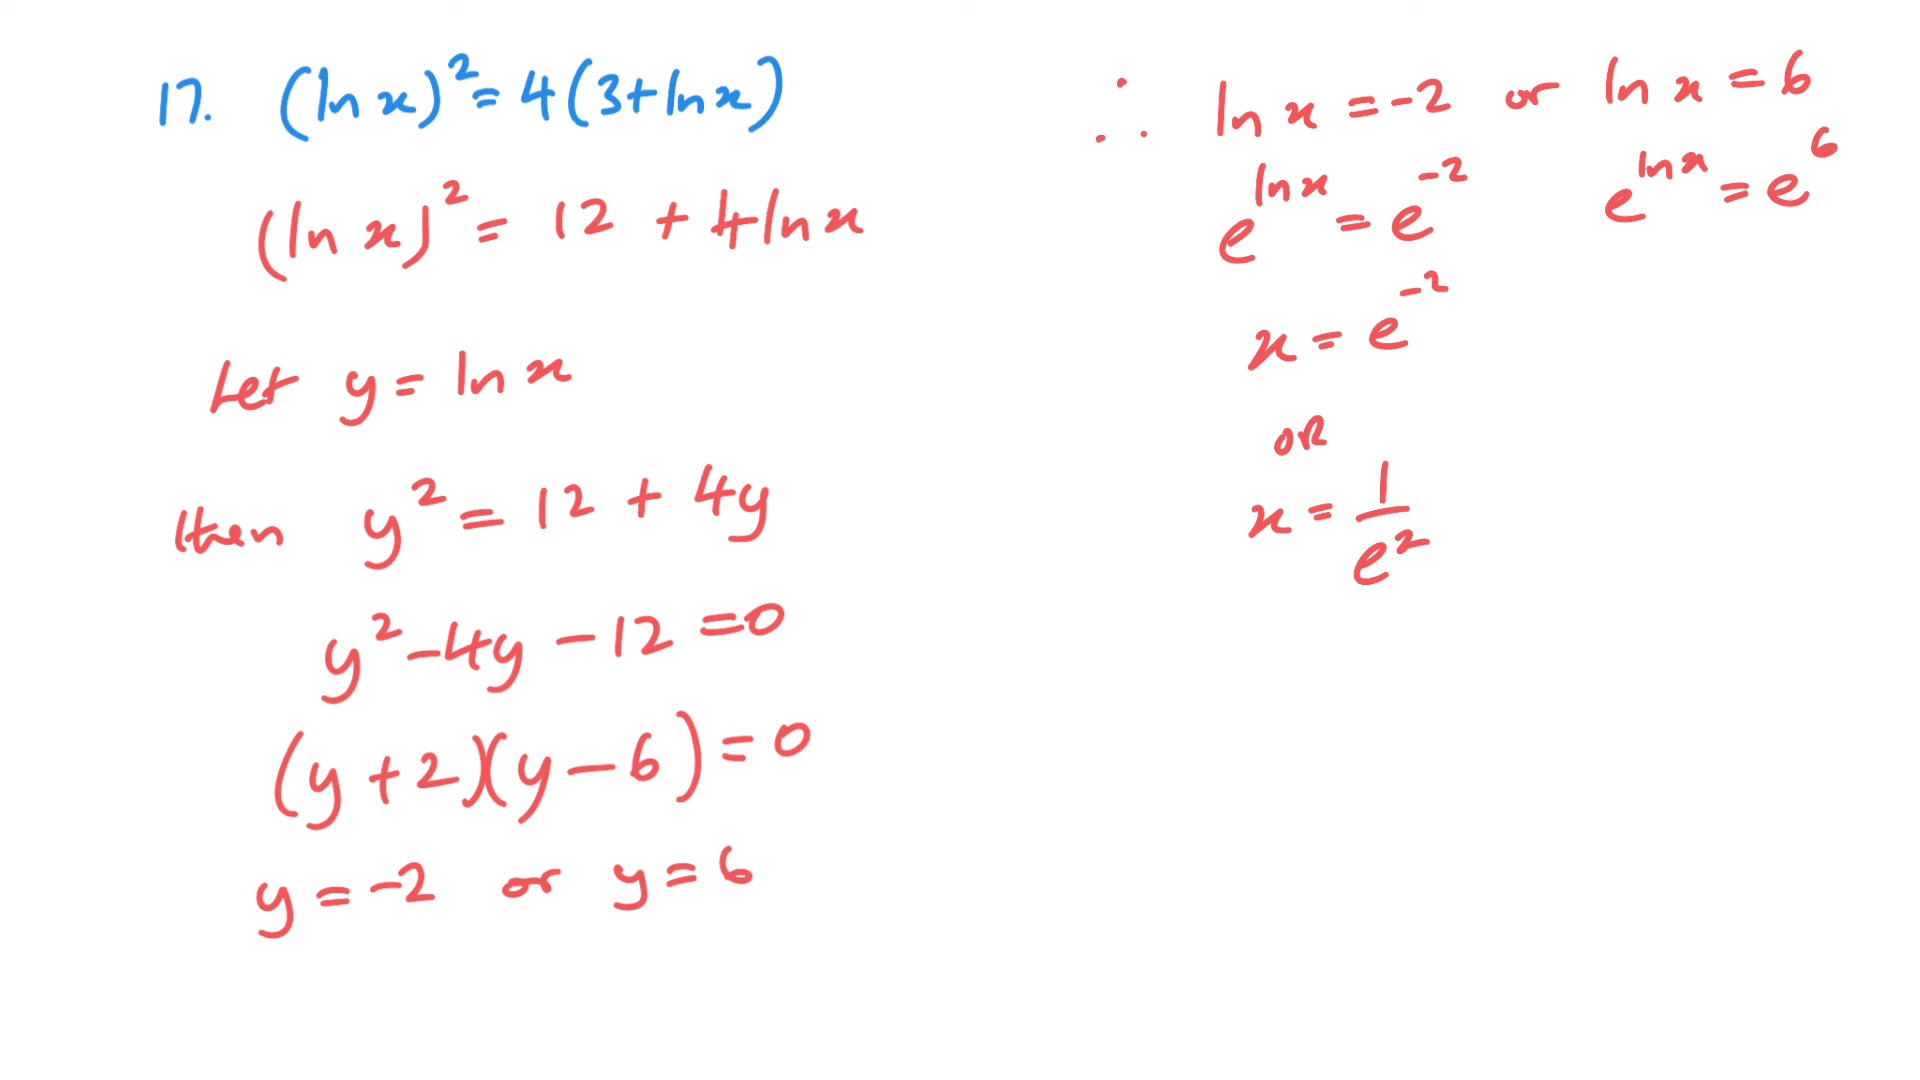 17. (ln x)² = 4(3+ln x)
(ln x)² = 12 + 4ln x
Let y = ln x
then y² = 12 + 4y
y² - 4y - 12 = 0
(y + 2)(y - 6) = 0
y = -2 or y = 6
∴ ln x = -2 or ln x = 6
e^{ln x} = e^{-2} e^{ln x} = e^{6}
x = e^{-2}
OR
x = 1/e²